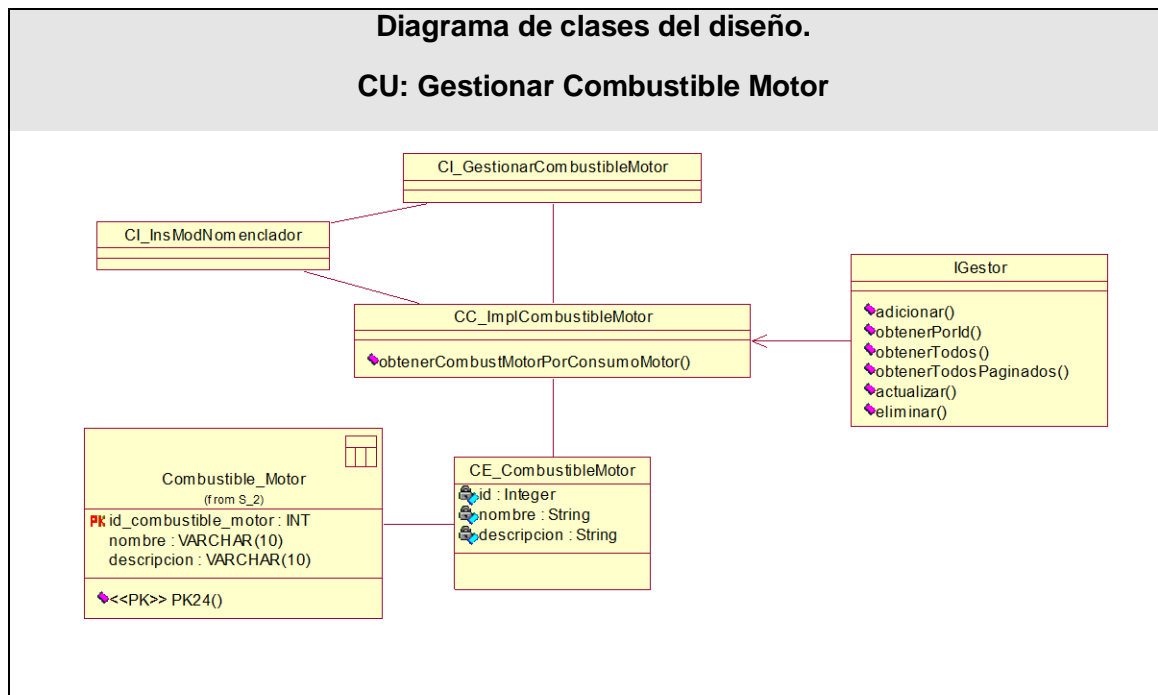 Diagrama de clases del diseño.
CU: Gestionar Combustible Motor
CI_GestionarCombustibleMotor
CI_InsModNomenclador
IGestor
adicionar()
obtenerPorId()
obtenerTodos()
obtenerTodosPaginados()
actualizar()
eliminar()
CC_ImplCombustibleMotor
obtenerCombustMotorPorConsumoMotor()
Combustible_Motor
(from S_2)
PK id_combustible_motor : INT
nombre : VARCHAR(10)
descripcion : VARCHAR(10)
<<PK>> PK24()
CE_CombustibleMotor
id : Integer
nombre : String
descripcion : String